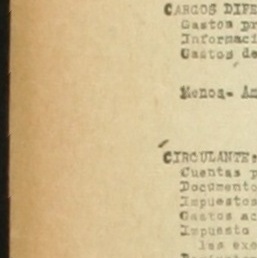 CARGOS DIFE
Gastos pr
Informaci
Gastos de
Menos- Am
CIRCULANTE:
Cuentas p
Documento
Impuestos
Gastos ac
Impuesto
las exe